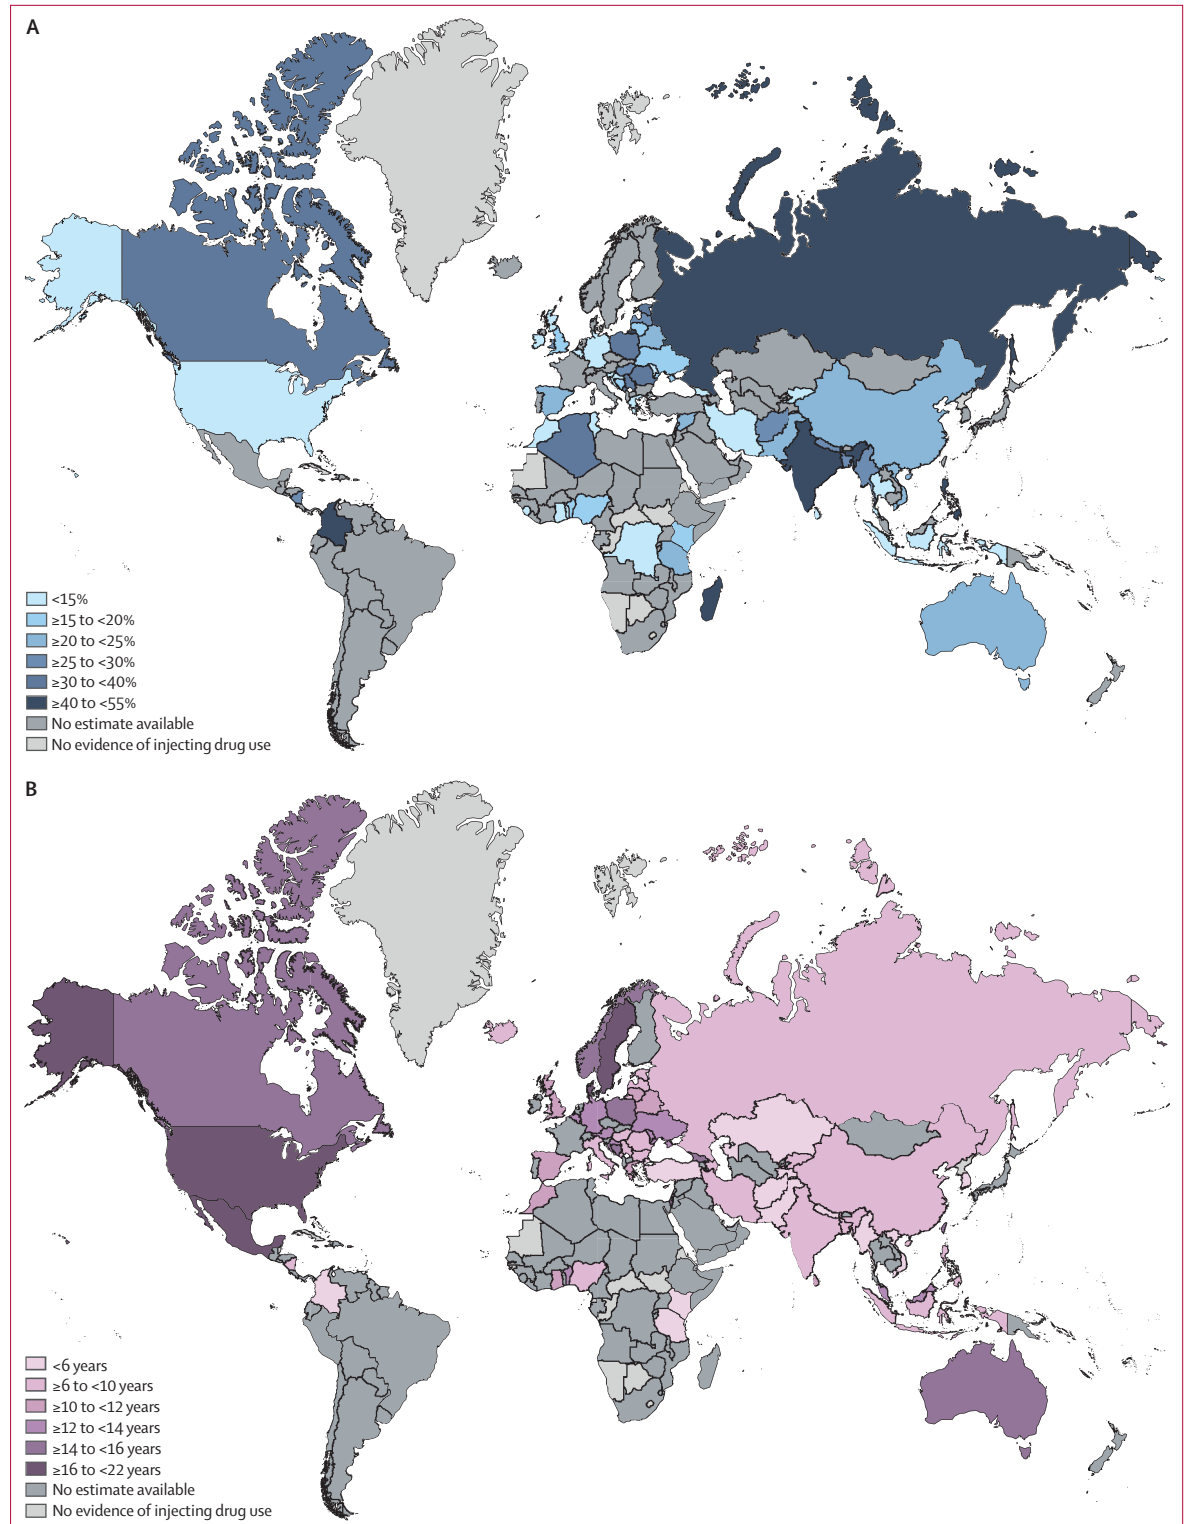 A
<15%
≥15 to <20%
≥20 to <25%
≥25 to <30%
≥30 to <40%
≥40 to <55%
No estimate available
No evidence of injecting drug use
B
<6 years
≥6 to <10 years
≥10 to <12 years
≥12 to <14 years
≥14 to <16 years
≥16 to <22 years
No estimate available
No evidence of injecting drug use